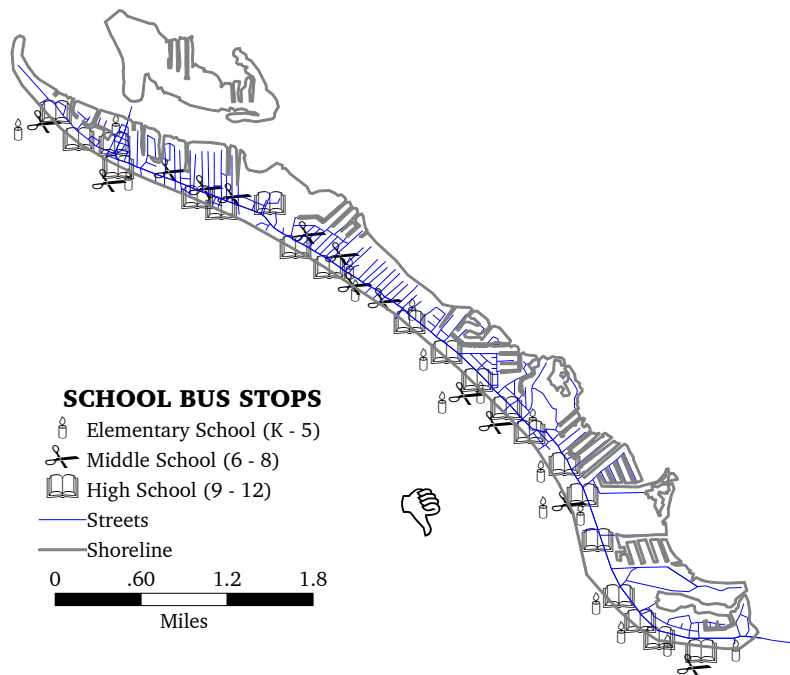 SCHOOL BUS STOPS
Elementary School (K - 5)
Middle School (6 - 8)
High School (9 - 12)
Streets
Shoreline
0 .60 1.2 1.8
Miles